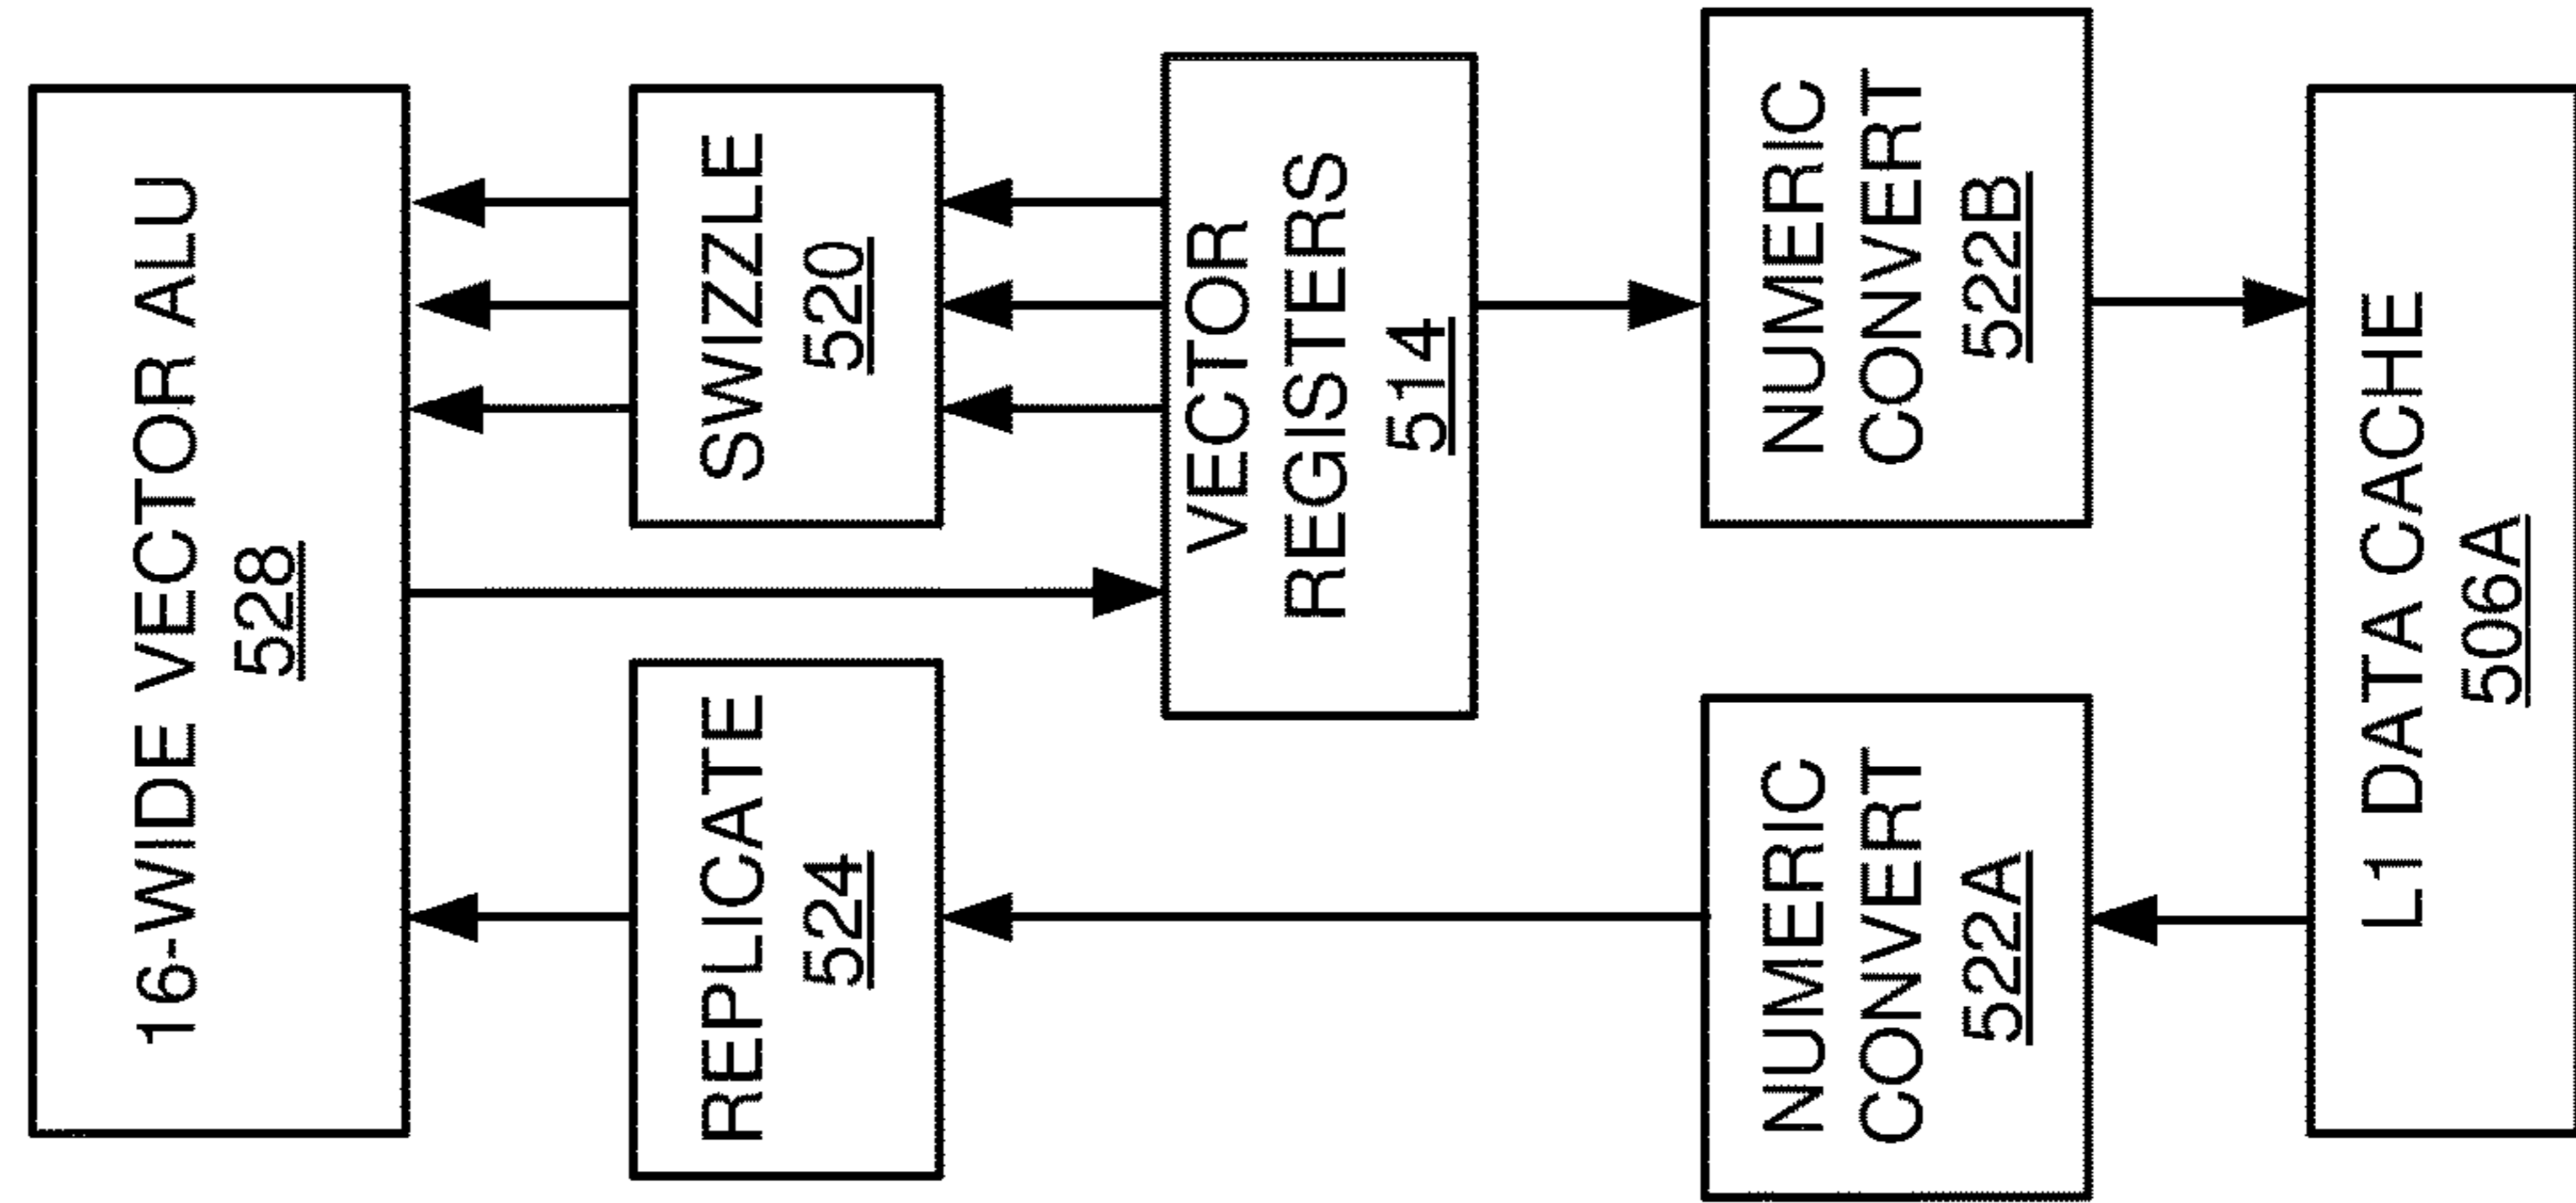 16-WIDE VECTOR ALU
528
REPLICATE
524
SWIZZLE
520
VECTOR
REGISTERS
514
NUMERIC
CONVERT
522A
NUMERIC
CONVERT
522B
L1 DATA CACHE
506A